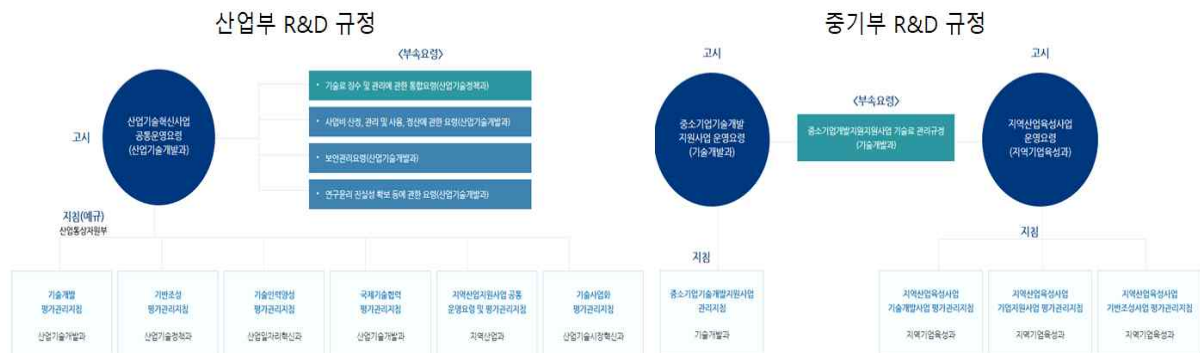 산업부 R&D 규정
중기부 R&D 규정
<부속요령>
고시
산업기술혁신사업
공통운영요령
(산업기술개발과)
• 기술료 징수 및 관리에 관한 통합요령(산업기술정책과)
• 사업비 산정, 관리 및 사용, 정산에 관한 요령(산업기술개발과)
• 보안관리요령(산업기술개발과)
• 연구윤리 진실성 확보 등에 관한 요령(산업기술개발과)
지침(예규)
산업통상자원부
기술개발
평가관리지침
산업기술개발과
기반조성
평가관리지침
산업기술정책과
기술인력양성
평가관리지침
산업일자리혁신과
국제기술협력
평가관리지침
산업기술개발과
지역산업지원사업 공통
운영요령 및 평가관리지침
지역산업과
기술사업화
평가관리지침
산업기술시장혁신과
고시
중소기업기술개발
지원사업 운영요령
(기술개발과)
<부속요령>
중소기업개발지원지원사업 기술료 관리규정
(기술개발과)
고시
지역산업육성사업
운영요령
(지역기업육성과)
지침
중소기업기술개발지원사업
관리지침
기술개발과
지침
지역산업육성사업
기술개발사업 평가관리지침
지역기업육성과
지역산업육성사업
기업지원사업 평가관리지침
지역기업육성과
지역산업육성사업
기반조성사업 평가관리지침
지역기업육성과